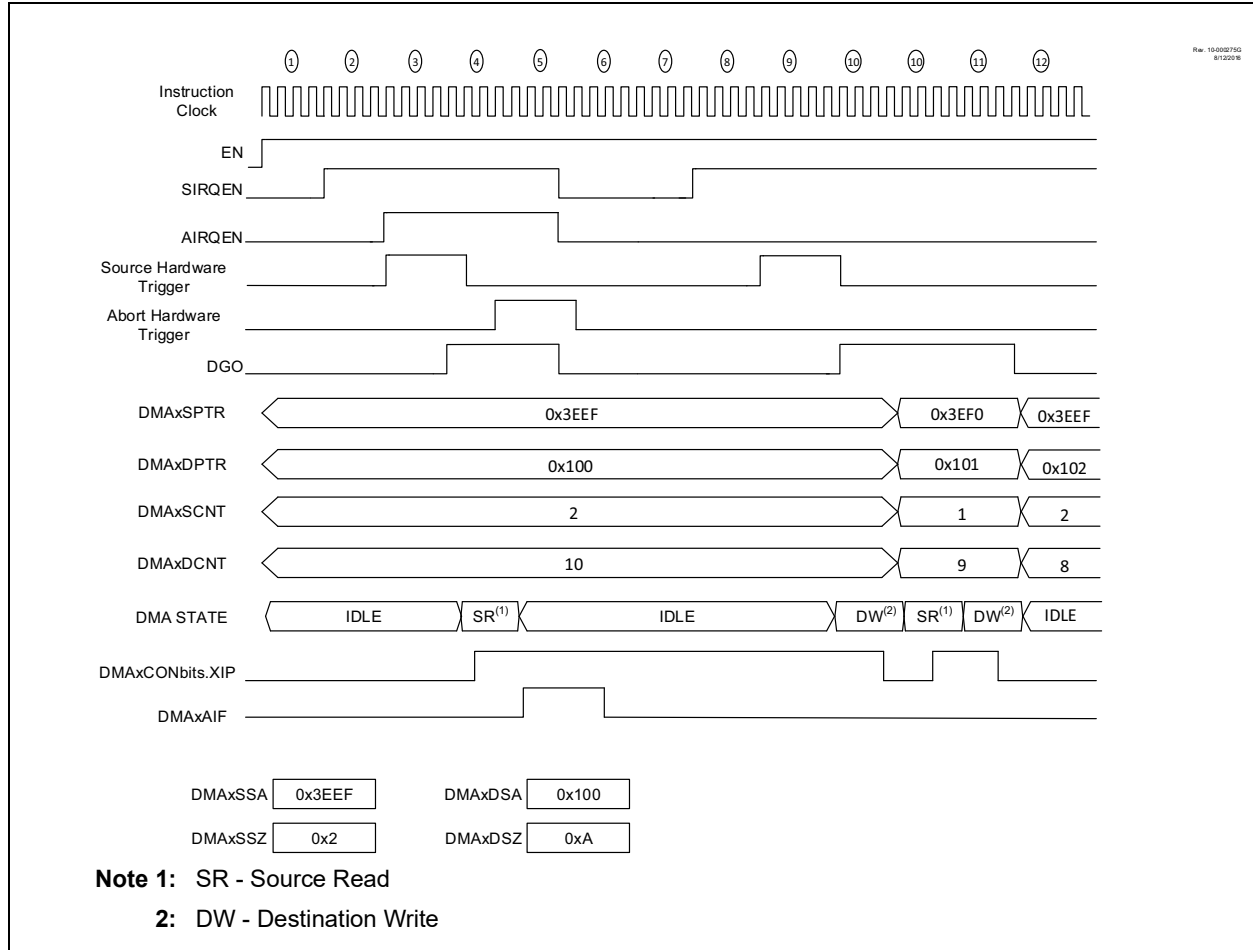 Rev. 10-000275G
8/12/2016
1 2 3 4 5 6 7 8 9 10 10 11 12
Instruction
Clock
EN
SIRQEN
AIRQEN
Source Hardware
Trigger
Abort Hardware
Trigger
DGO
DMAxSPTR 0x3EEF 0x3EF0 0x3EEF
DMAxDPTR 0x100 0x101 0x102
DMAxSCNT 2 1 2
DMAxDCNT 10 9 8
DMA STATE IDLE SR(1) IDLE DW(2) SR(1) DW(2) IDLE
DMAxCONbits.XIP
DMAxAIF
DMAxSSA 0x3EEF DMAxDSA 0x100
DMAxSSZ 0x2 DMAxDSZ 0xA
Note 1: SR - Source Read
2: DW - Destination Write